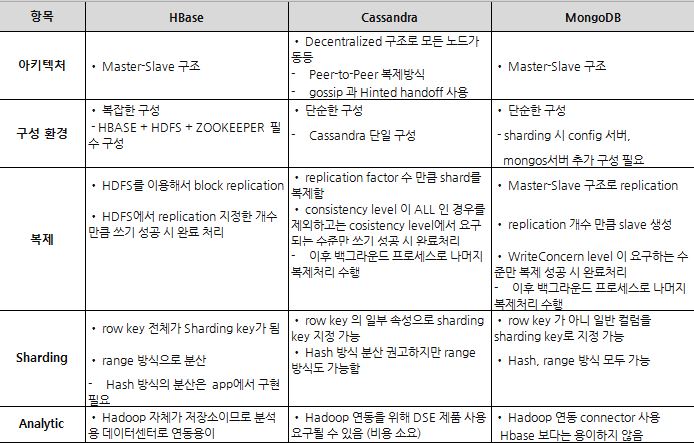 항목
HBase
Cassandra
MongoDB
아키텍처
• Master-Slave 구조
• Decentralized 구조로 모든 노드가
동등
- Peer-to-Peer 복제방식
- gossip 과 Hinted handoff 사용
• Master-Slave 구조
구성 환경
• 복잡한 구성
- HBASE + HDFS + ZOOKEEPER 필
수 구성
• 단순한 구성
- Cassandra 단일 구성
• 단순한 구성
- sharding 시 config 서버,
mongos서버 추가 구성 필요
복제
• HDFS를 이용해서 block replication
• HDFS에서 replication 지정한 개수
만큼 쓰기 성공 시 완료 처리
• replication factor 수 만큼 shard를
복제함
• consistency level 이 ALL 인 경우를
제외하고는 cosistency level에서 요구
되는 수준만 쓰기 성공 시 완료처리
- 이후 백그라운드 프로세스로 나머지
복제처리 수행
• Master-Slave 구조로 replication
• replication 개수 만큼 slave 생성
• WriteConcern level 이 요구하는 수
준만 복제 성공 시 완료처리
- 이후 백그라운드 프로세스로 나머지
복제처리 수행
Sharding
• row key 전체가 Sharding key가 됨
• range 방식으로 분산
- Hash 방식의 분산은 app에서 구현
필요
• row key 의 일부 속성으로 sharding
key 지정 가능
• Hash 방식 분산 권고하지만 range
방식도 가능함
• row key 가 아니 일반 컬럼을
sharding key로 지정 가능
• Hash, range 방식 모두 가능
Analytic
• Hadoop 자체가 저장소이므로 분석
용 데이터센터로 연동용이
• Hadoop 연동을 위해 DSE 제품 사용
요구될 수 있음 (비용 소요)
• Hadoop 연동 connector 사용
Hbase 보다는 용이하지 않음